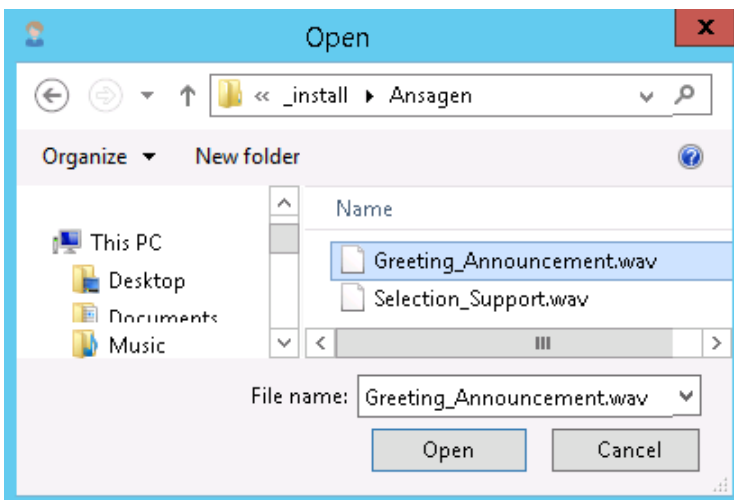 Open
« _install ▸ Ansagen
Organize ▾ New folder
Name
This PC
Desktop
Documents
Music
Greeting_Announcement.wav
Selection_Support.wav
File name: Greeting_Announcement.wav
Open Cancel